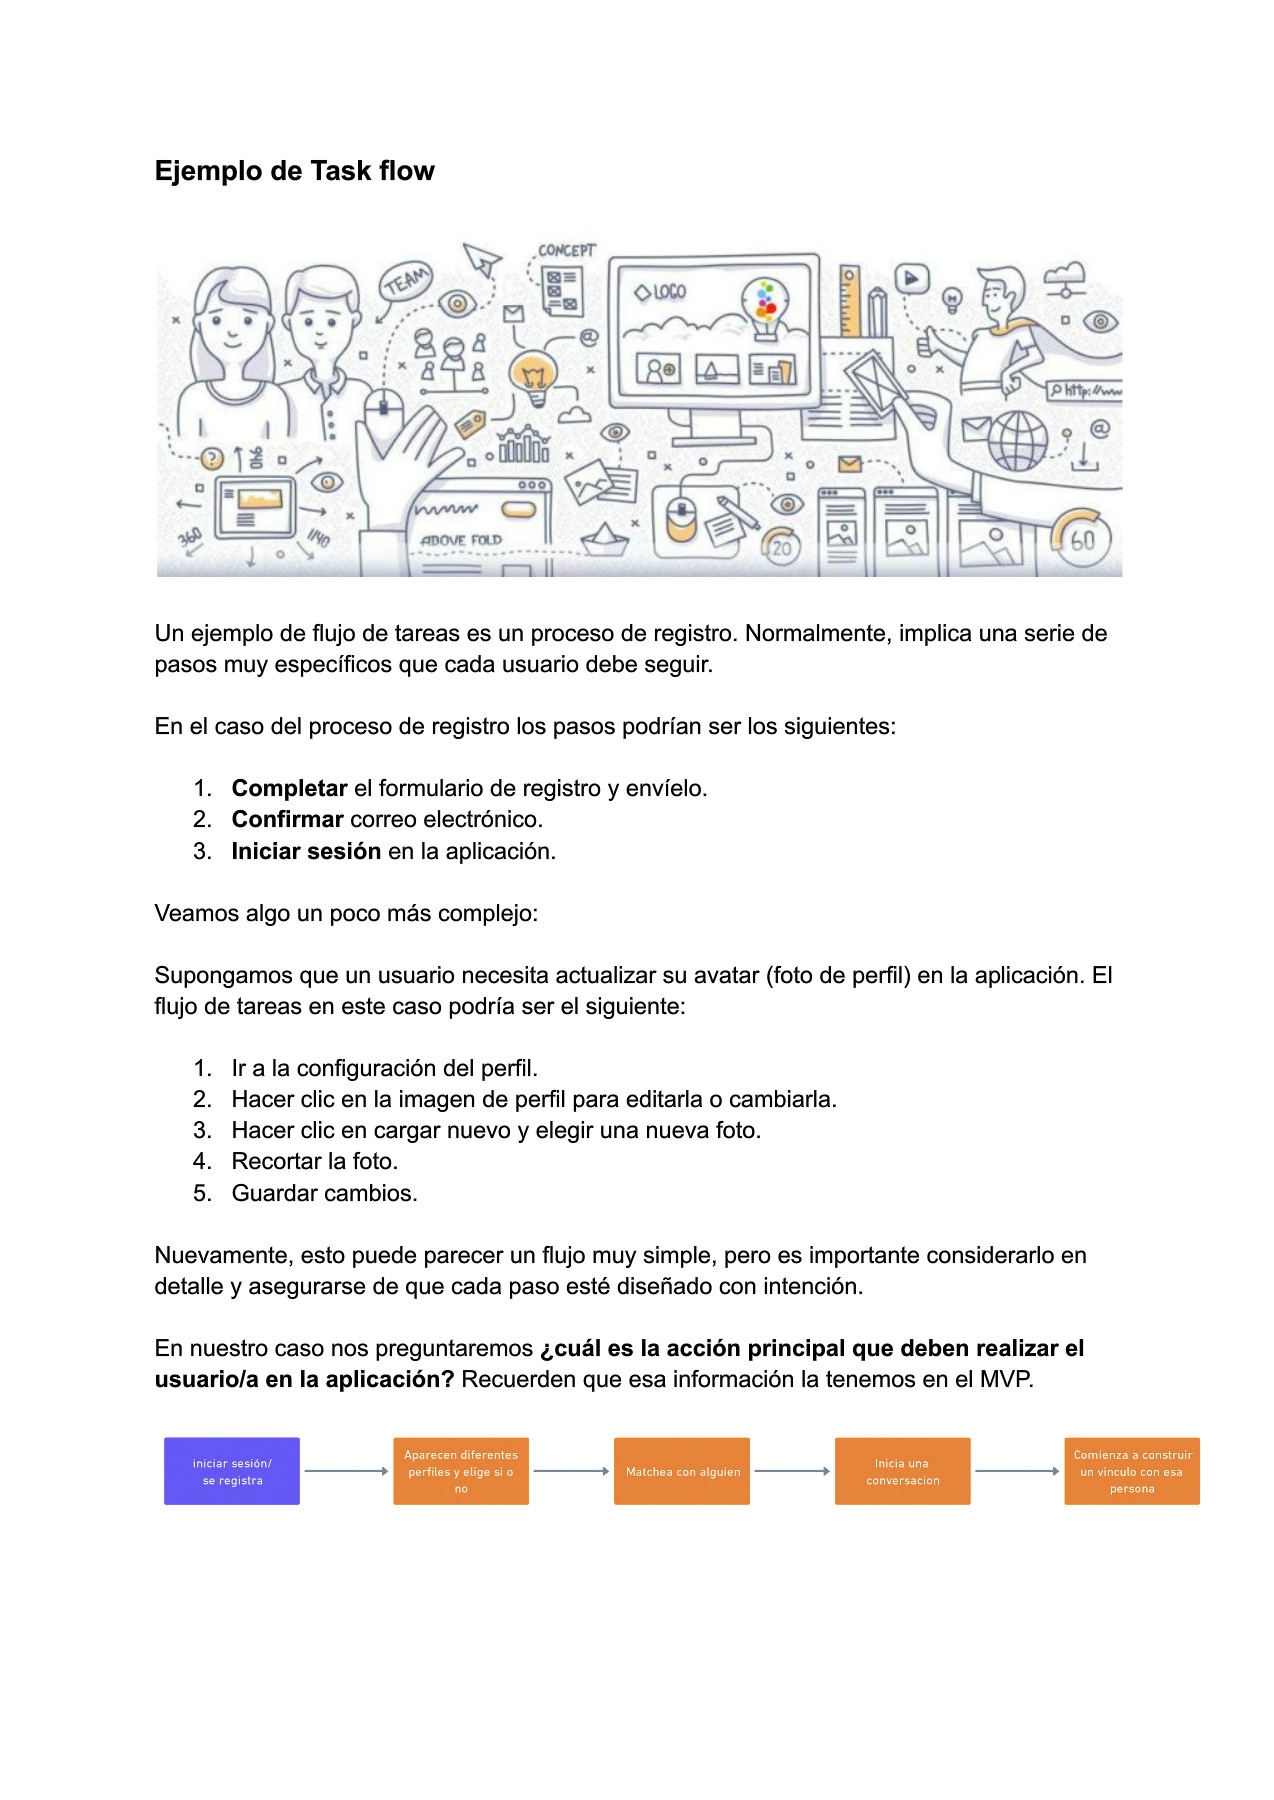 Ejemplo de Task flow
TEAM
CONCEPT
LOGO
M
http://www
@
@
?
960
360
1140
ABOVE FOLD
20
60
Un ejemplo de flujo de tareas es un proceso de registro. Normalmente, implica una serie de
pasos muy específicos que cada usuario debe seguir.
En el caso del proceso de registro los pasos podrían ser los siguientes:
1. Completar el formulario de registro y envíelo.
2. Confirmar correo electrónico.
3. Iniciar sesión en la aplicación.
Veamos algo un poco más complejo:
Supongamos que un usuario necesita actualizar su avatar (foto de perfil) en la aplicación. El
flujo de tareas en este caso podría ser el siguiente:
1. Ir a la configuración del perfil.
2. Hacer clic en la imagen de perfil para editarla o cambiarla.
3. Hacer clic en cargar nuevo y elegir una nueva foto.
4. Recortar la foto.
5. Guardar cambios.
Nuevamente, esto puede parecer un flujo muy simple, pero es importante considerarlo en
detalle y asegurarse de que cada paso esté diseñado con intención.
En nuestro caso nos preguntaremos ¿cuál es la acción principal que deben realizar el
usuario/a en la aplicación? Recuerden que esa información la tenemos en el MVP.
iniciar sesión/
se registra
Aparecen diferentes
perfiles y elige si o
no
Matchea con alguien
Inicia una
conversacion
Comienza a construir
un vinculo con esa
persona